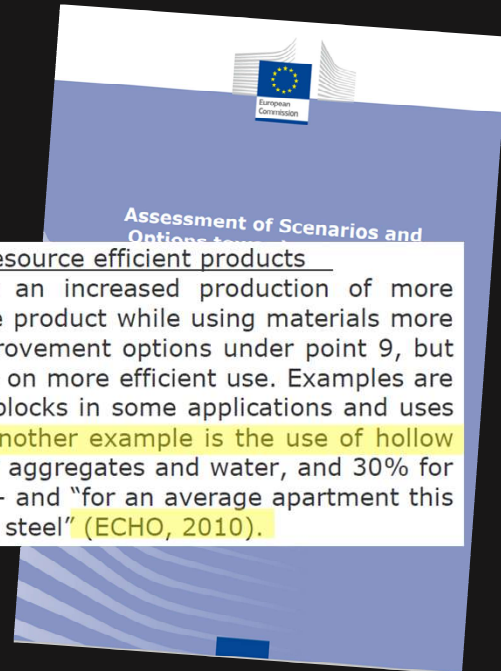 European
Commission
Assessment of Scenarios and
Options
esource efficient products
an increased production of more
e product while using materials more
rovement options under point 9, but
on more efficient use. Examples are
blocks in some applications and uses
nother example is the use of hollow
aggregates and water, and 30% for
- and “for an average apartment this
steel” (ECHO, 2010).